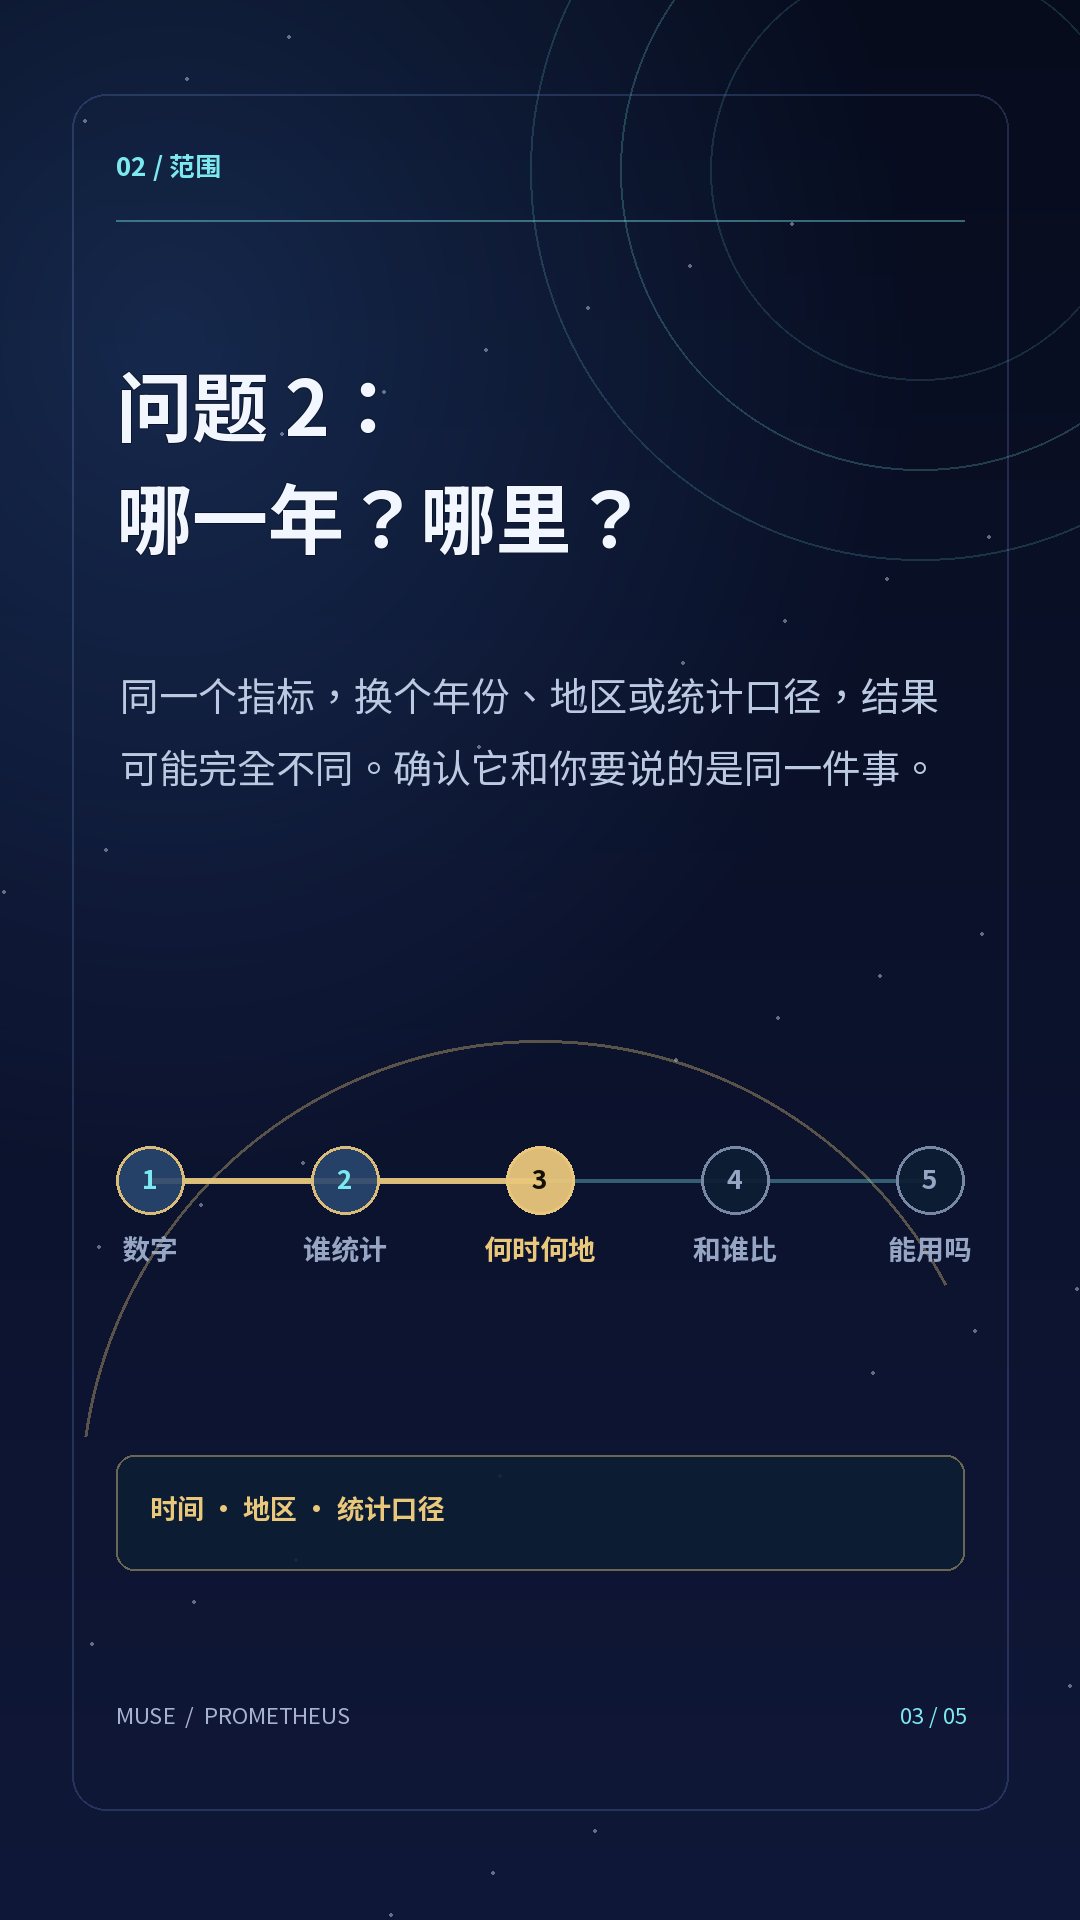 02 / 范围
问题 2：
哪一年？哪里？
同一个指标，换个年份、地区或统计口径，结果
可能完全不同。确认它和你要说的是同一件事。
1 2 3 4 5
数字 谁统计 何时何地 和谁比 能用吗
时间 · 地区 · 统计口径
MUSE / PROMETHEUS
03 / 05